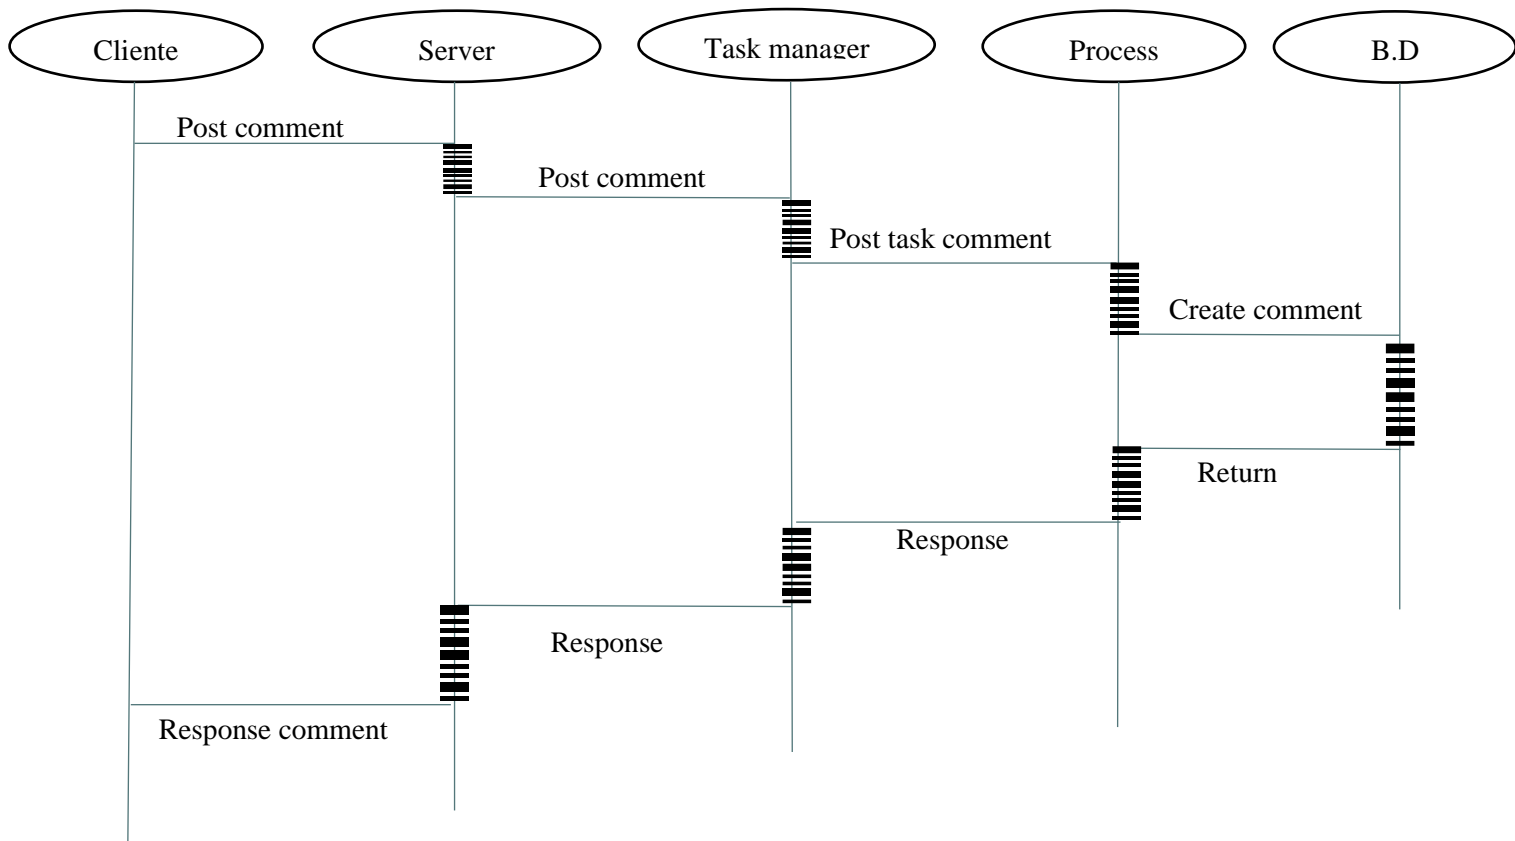 Cliente
Server
Task manager
Process
B.D
Post comment
Post comment
Post task comment
Create comment
Return
Response
Response
Response comment